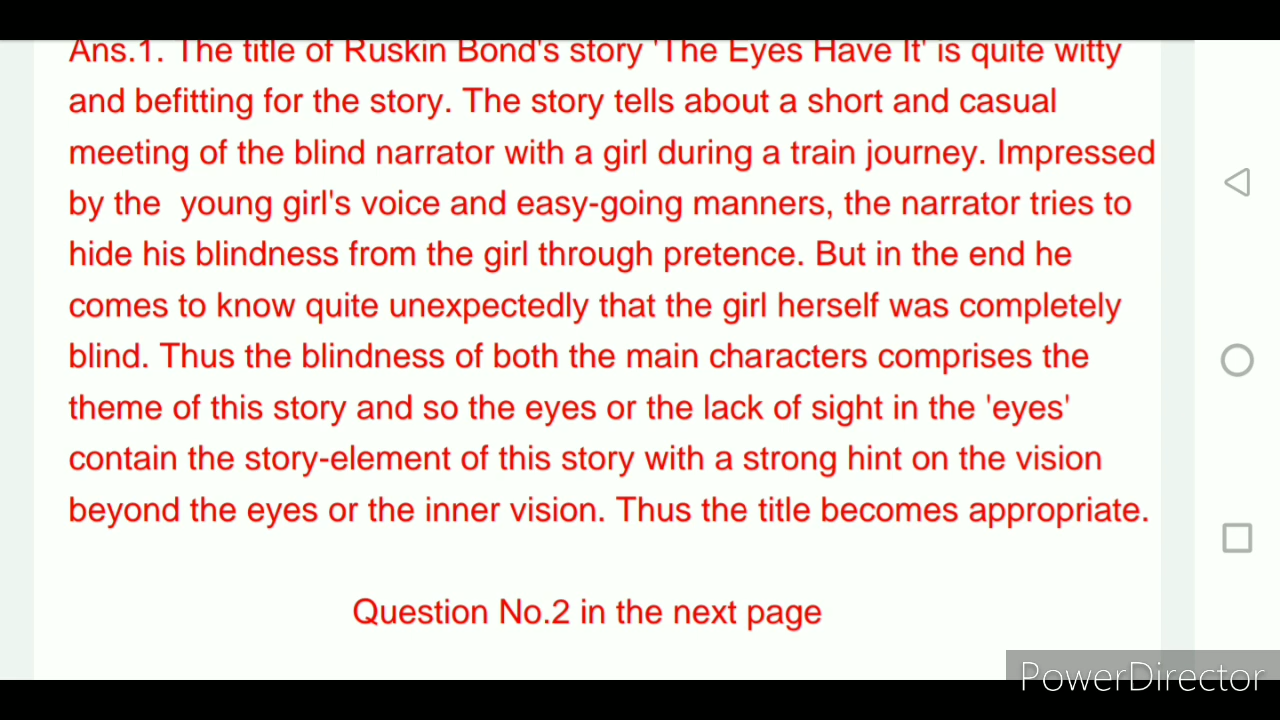 Ans.1. The title of Ruskin Bond's story 'The Eyes Have It' is quite witty
and befitting for the story. The story tells about a short and casual
meeting of the blind narrator with a girl during a train journey. Impressed
by the  young girl's voice and easy-going manners, the narrator tries to
hide his blindness from the girl through pretence. But in the end he
comes to know quite unexpectedly that the girl herself was completely
blind. Thus the blindness of both the main characters comprises the
theme of this story and so the eyes or the lack of sight in the 'eyes'
contain the story-element of this story with a strong hint on the vision
beyond the eyes or the inner vision. Thus the title becomes appropriate.
Question No.2 in the next page
PowerDirector